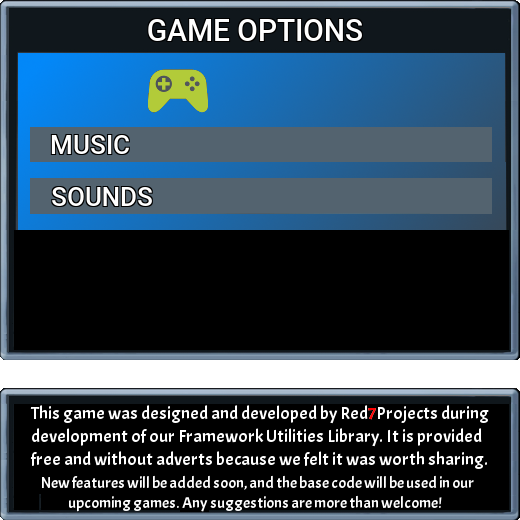 GAME OPTIONS
MUSIC
SOUNDS
This game was designed and developed by Red7Projects during
development of our Framework Utilities Library. It is provided
free and without adverts because we felt it was worth sharing.
New features will be added soon, and the base code will be used in our
upcoming games. Any suggestions are more than welcome!